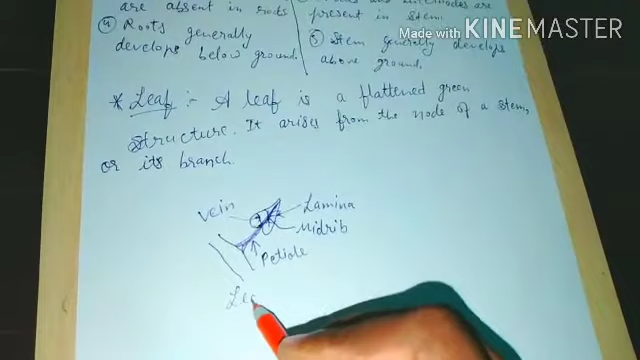 are absent in roots
④ Roots generally
develops below ground.
present in stem.
⑤ Stem generally develops
above ground.
Made with KINEMASTER
* Leaf :- A leaf is a flattened green
structure. It arises from the node of a stem,
or its branch.
Vein
Lamina
Midrib
Petiole
Lea